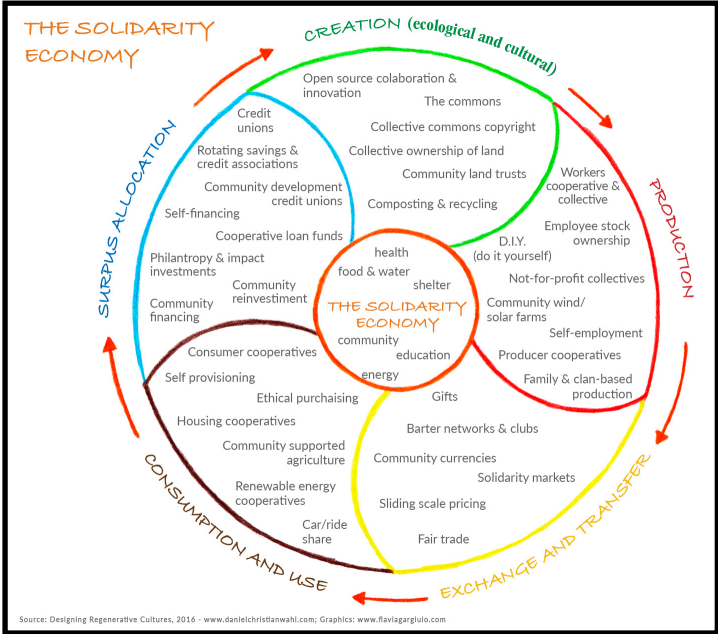 THE SOLIDARITY
ECONOMY
CREATION (ecological and cultural)
Open source colaboration &
innovation
The commons
Collective commons copyright
Collective ownership of land
Community land trusts
Composting & recycling
PRODUCTION
Workers
cooperative &
collective
Employee stock
ownership
D.I.Y.
(do it yourself)
Not-for-profit collectives
Community wind/
solar farms
Self-employment
Producer cooperatives
Family & clan-based
production
EXCHANGE AND TRANSFER
Gifts
Barter networks & clubs
Community currencies
Solidarity markets
Sliding scale pricing
Fair trade
CONSUMPTION AND USE
Consumer cooperatives
Self provisioning
Ethical purchaising
Housing cooperatives
Community supported
agriculture
Renewable energy
cooperatives
Car/ride
share
SURPUS ALLOCATION
Credit
unions
Rotating savings &
credit associations
Community development
credit unions
Self-financing
Cooperative loan funds
Philantropy & impact
investments
Community
reinvestiment
Community
financing
health
food & water
shelter
THE SOLIDARITY
ECONOMY
community
education
energy
Source: Designing Regenerative Cultures, 2016 - www.danielchristianwahl.com; Graphics: www.flaviagargiulo.com